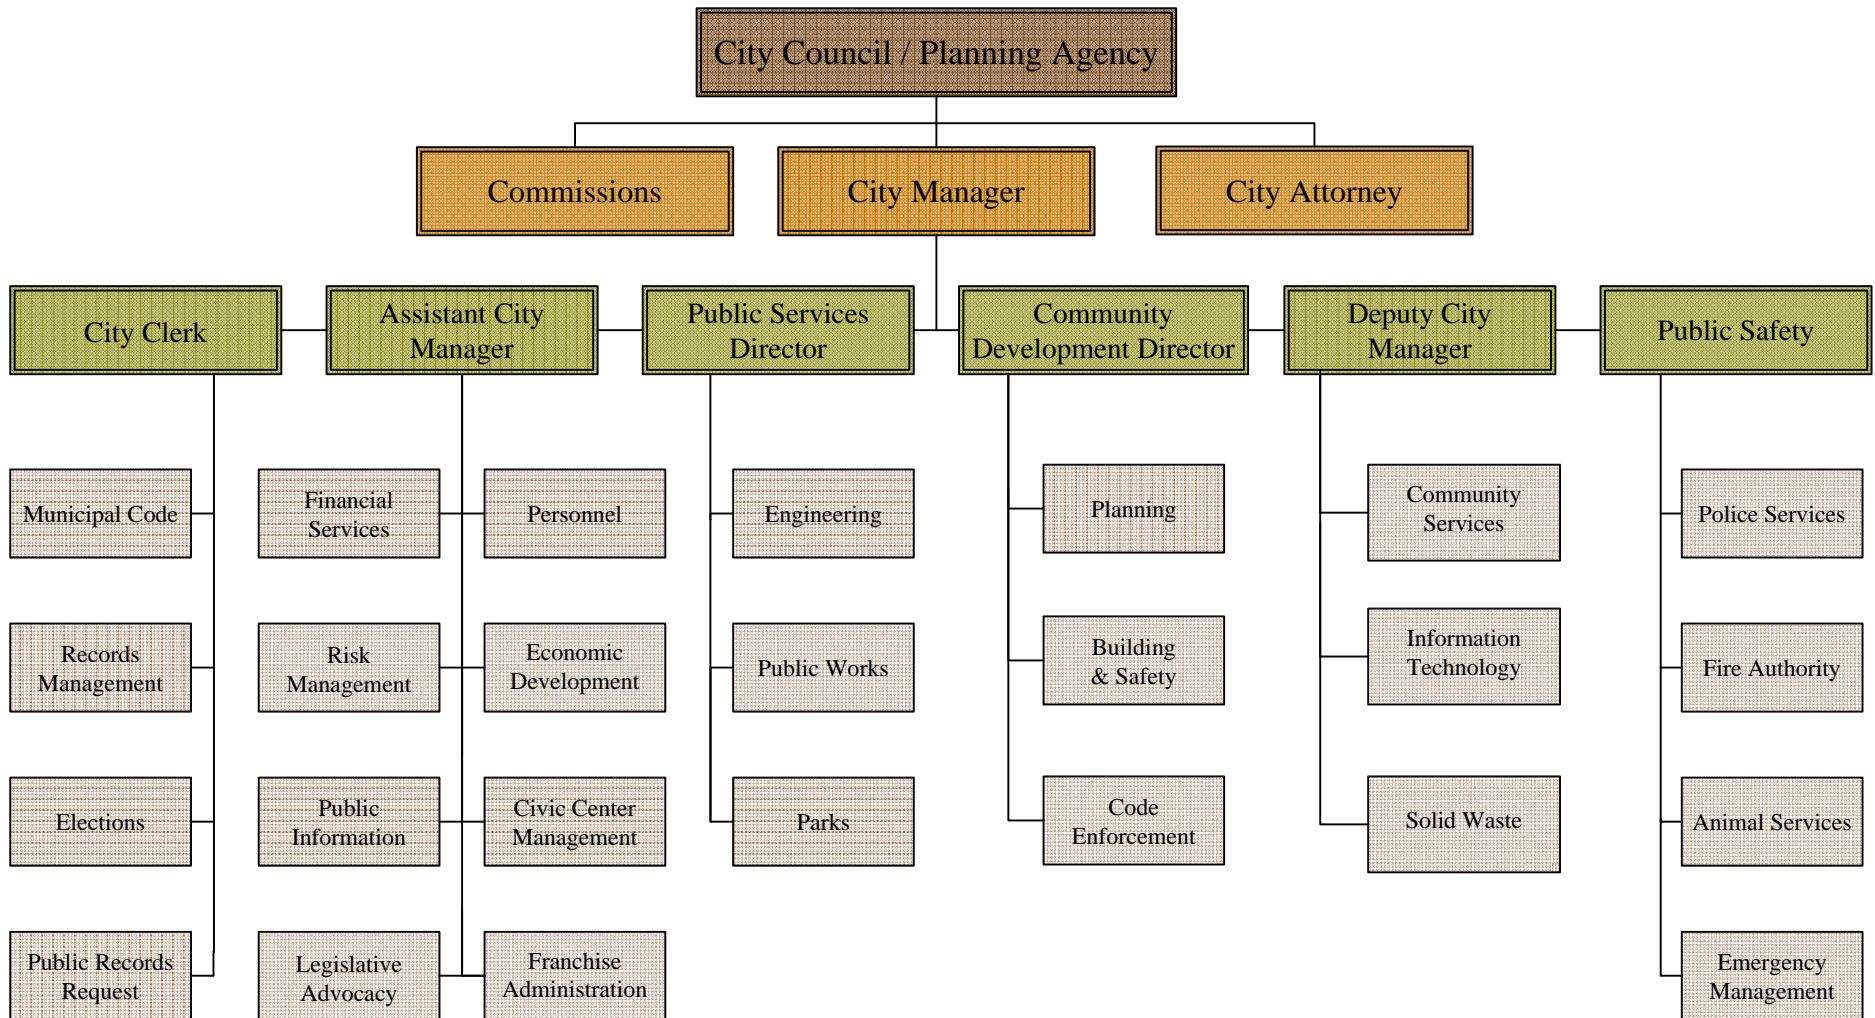 City Council / Planning Agency
Commissions
City Manager
City Attorney
City Clerk
Assistant City
Manager
Public Services
Director
Community
Development Director
Deputy City
Manager
Public Safety
Municipal Code
Financial
Services
Personnel
Engineering
Planning
Community
Services
Police Services
Records
Management
Risk
Management
Economic
Development
Public Works
Building
& Safety
Information
Technology
Fire Authority
Elections
Public
Information
Civic Center
Management
Parks
Code
Enforcement
Solid Waste
Animal Services
Public Records
Request
Legislative
Advocacy
Franchise
Administration
Emergency
Management